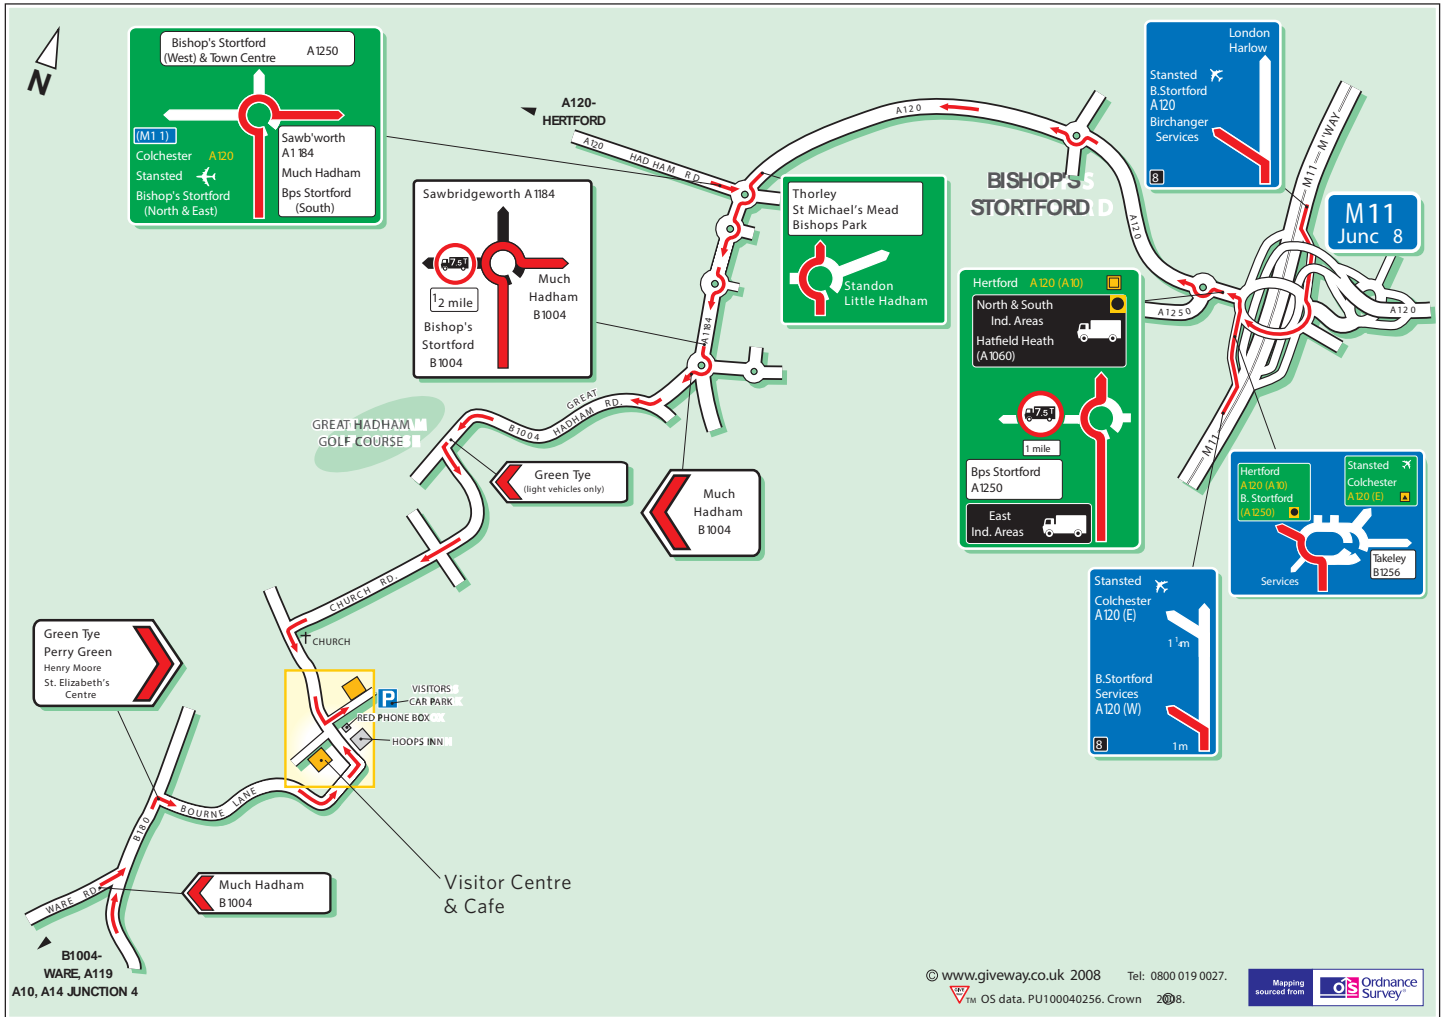 N
Bishop's Stortford
(West) & Town Centre
A1250
(M1 1)
Colchester A120
Stansted
Bishop's Stortford
(North & East)
Sawb'worth
A1 184
Much Hadham
Bps Stortford
(South)
A120-
HERTFORD
A120
HADHAM RD.
A120
BISHOP'S
STORTFORD
A120
London
Harlow
Stansted
B.Stortford
A120
Birchanger
Services
8
M11 M'WAY
M11
Junc 8
Sawbridgeworth A1184
7.5T
1/2 mile
Much
Hadham
B1004
Bishop's
Stortford
B1004
Thorley
St Michael's Mead
Bishops Park
Standon
Little Hadham
A1184
Hertford A120 (A10)
North & South
Ind. Areas
Hatfield Heath
(A1060)
7.5T
1 mile
Bps Stortford
A1250
East
Ind. Areas
A1250
A120
M11
GREAT HADHAM
GOLF COURSE
B1004
GREAT
HADHAM RD.
Green Tye
(light vehicles only)
Much
Hadham
B1004
Hertford
A120 (A10)
B. Stortford
(A1250)
Stansted
Colchester
A120 (E)
Takeley
B1256
Services
Stansted
Colchester
A120 (E)
1 1/4m
B.Stortford
Services
A120 (W)
8
1m
CHURCH RD.
CHURCH
Green Tye
Perry Green
Henry Moore
St. Elizabeth's
Centre
P
VISITORS
CAR PARK
RED PHONE BOX
HOOPS INN
BOURNE LANE
B180
WARE RD.
Much Hadham
B1004
Visitor Centre
& Cafe
B1004-
WARE, A119
A10, A14 JUNCTION 4
© www.giveway.co.uk 2008 Tel: 0800 019 0027.
GIVE WAY
TM OS data. PU100040256. Crown © 2008.
Mapping
sourced from
OS Ordnance
Survey®